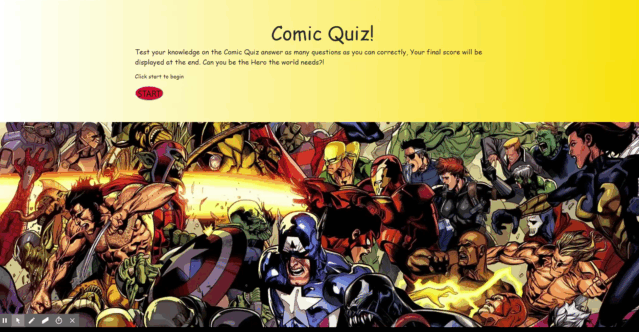 Comic Quiz!
Test your knowledge on the Comic Quiz answer as many questions as you can correctly, Your final score will be
displayed at the end. Can you be the Hero the world needs?!
Click start to begin
START